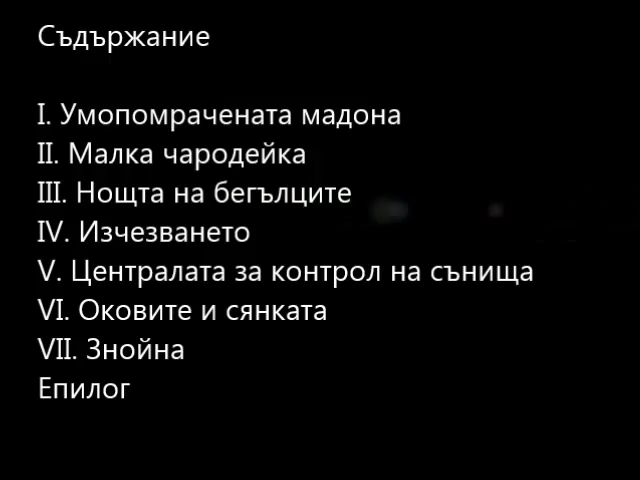 Съдържание
I. Умопомрачената мадона
II. Малка чародейка
III. Нощта на бегълците
IV. Изчезването
V. Централата за контрол на сънища
VI. Оковите и сянката
VII. Знойна
Епилог